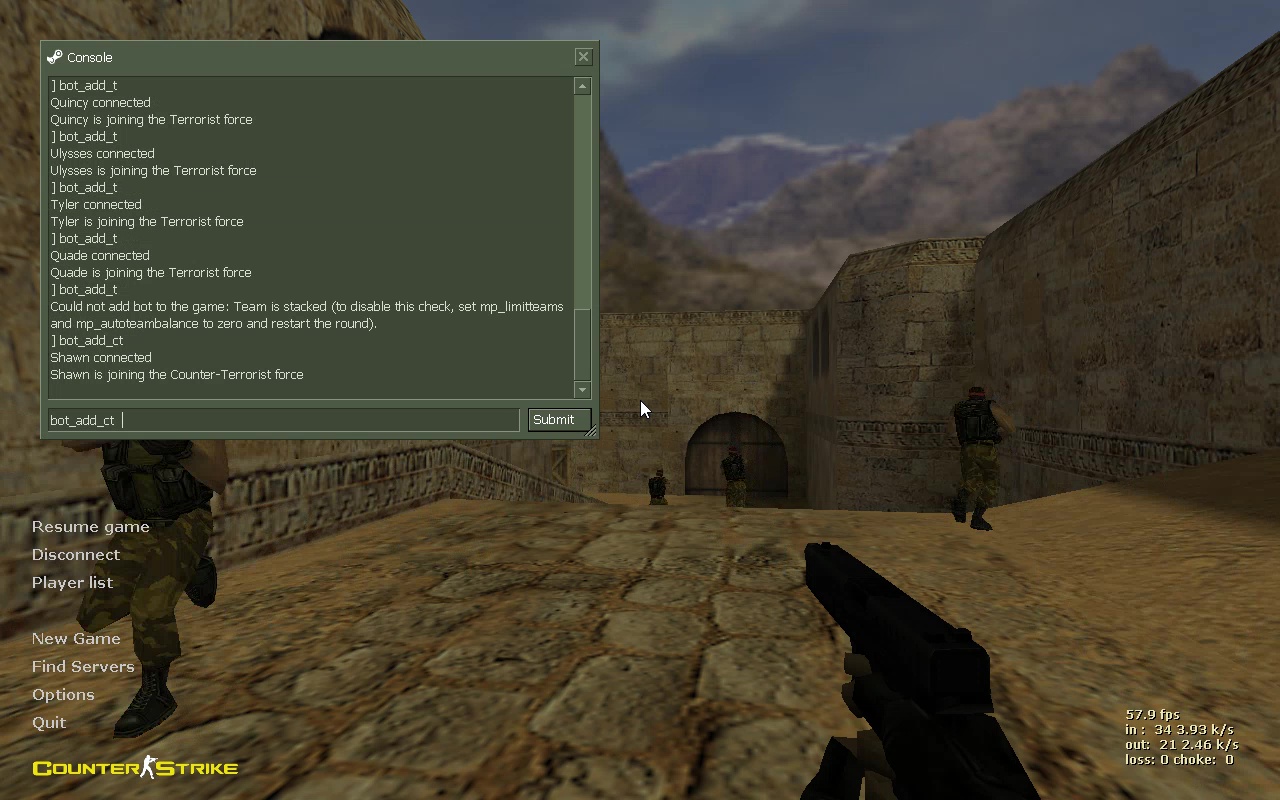 Console
] bot_add_t
Quincy connected
Quincy is joining the Terrorist force
] bot_add_t
Ulysses connected
Ulysses is joining the Terrorist force
] bot_add_t
Tyler connected
Tyler is joining the Terrorist force
] bot_add_t
Quade connected
Quade is joining the Terrorist force
] bot_add_t
Could not add bot to the game: Team is stacked (to disable this check, set mp_limitteams
and mp_autoteambalance to zero and restart the round).
] bot_add_ct
Shawn connected
Shawn is joining the Counter-Terrorist force
bot_add_ct
Submit
Resume game
Disconnect
Player list
New Game
Find Servers
Options
Quit
COUNTER STRIKE
57.9 fps
in : 34 3.93 k/s
out: 21 2.46 k/s
loss: 0 choke: 0